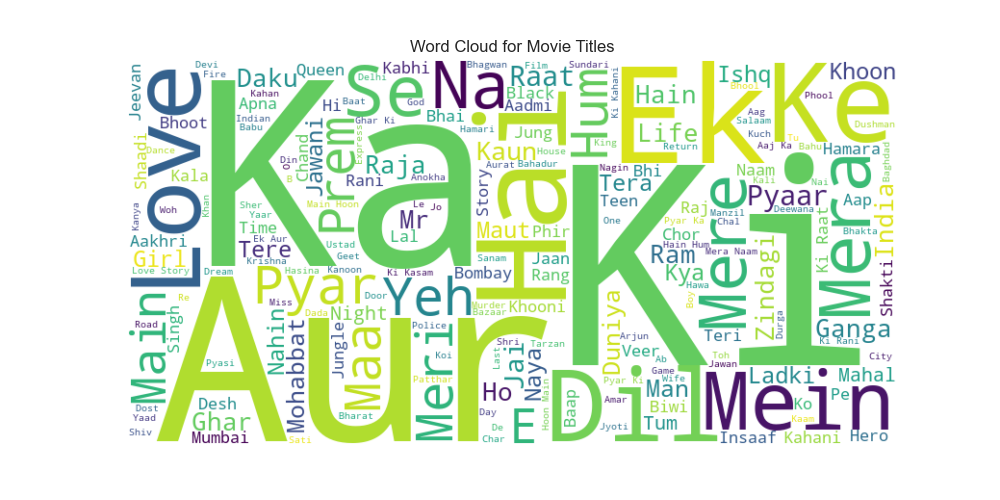 Word Cloud for Movie Titles
Jeevan
Devi
Fire
Kahan
Daku
Queen
Delhi
Kabhi
Se
Na
Black
Raat
Bhagwan
Film
Sundari
Ek
Ishq
Ke
Khoon
Love
Bhoot
Apna
Indian
Babu
Ka
Hi
Baat
God
Aadmi
Ki Kahani
Hum
Hain
Bhool
Aag
Salaam
Phool
Dushman
Shaadi
Dance
Kala
Chand
Jawani
Prem
Express
Ghar Ki
Bhai
Hamari
Jung
House
King
Life
Kuch
Tu
Aaj Ka
Bahu
Hamara
Baghdad
Din
B
Raja
Kaun
Aurat
Bahadur
Hai
Nagin
Bhi
Naam
Kali
Nai
Pyaar
Kanya
Woh
Khan
Sher
Yaar
Or
Rani
Anokha
Main Hoon
Le
Jo
Story
Tera
Teen
One
Raj
Manzil
Chal
Deewana
Aap
Bhakta
Mera
India
Time
Tere
Ek Aur
Krishna
Ustad
Geet
Lal
Mr
Maut
Phir
Pyar Ka
Chor
Mera Naam
Ki
Ki Raat
Aakhri
Girl
Love Story
Dream
Hasina
Kanoon
Ki Kasam
Sanam
Bombay
Jaan
Rang
Hain Hum
Ram
Kya
Hawa
Mere
Zindagi
Shakti
Re
Miss
Pyar
Door
Dada
Yeh
Murder
Bazaar
Khooni
Boy
Durga
Teri
Ganga
Ki Rani
Main
Road
Singh
Aur
Nahin
Night
Jungle
Maa
Police
Koi
Meri
Last
Shri
Tarzan
Jai
Naya
Duniya
Arjun
Veer
Ab
Toh
Jawan
City
Pyasi
Mohabbat
Patthar
Ho
Dil
Pyar Ki
Game
Wife
Man
Ladki
Mahal
Dost
Yaad
Desh
Bharat
Day
Hoon Main
Baap
Amar
Biwi
Mein
Ko
Pe
Kaam
Shiv
Ghar
Mumbai
Sati
De
Char
E
Jyoti
Tum
Insaaf
Kahani
Hero